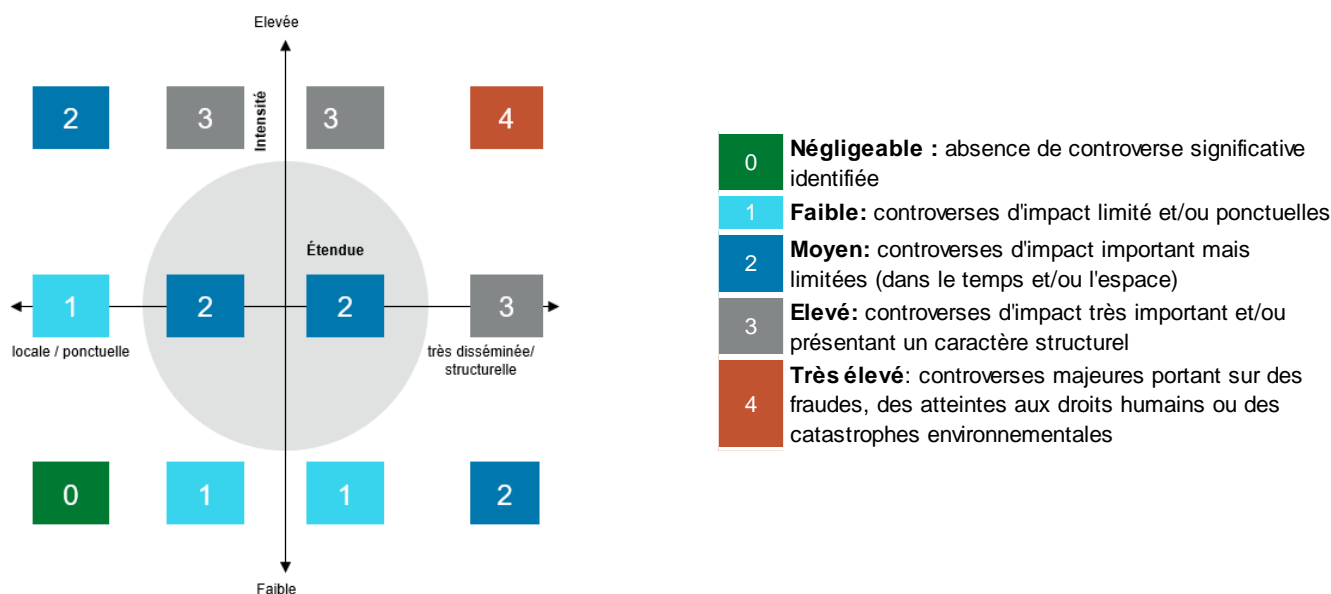 Elevée
2
3
3
4
Intensité
Étendue
1
2
2
3
locale / ponctuelle
très disséminée/
structurelle
0
1
1
2
Faible
0
Négligeable : absence de controverse significative
identifiée
1
Faible: controverses d'impact limité et/ou ponctuelles
2
Moyen: controverses d'impact important mais
limitées (dans le temps et/ou l'espace)
3
Elevé: controverses d'impact très important et/ou
présentant un caractère structurel
4
Très élevé: controverses majeures portant sur des
fraudes, des atteintes aux droits humains ou des
catastrophes environnementales